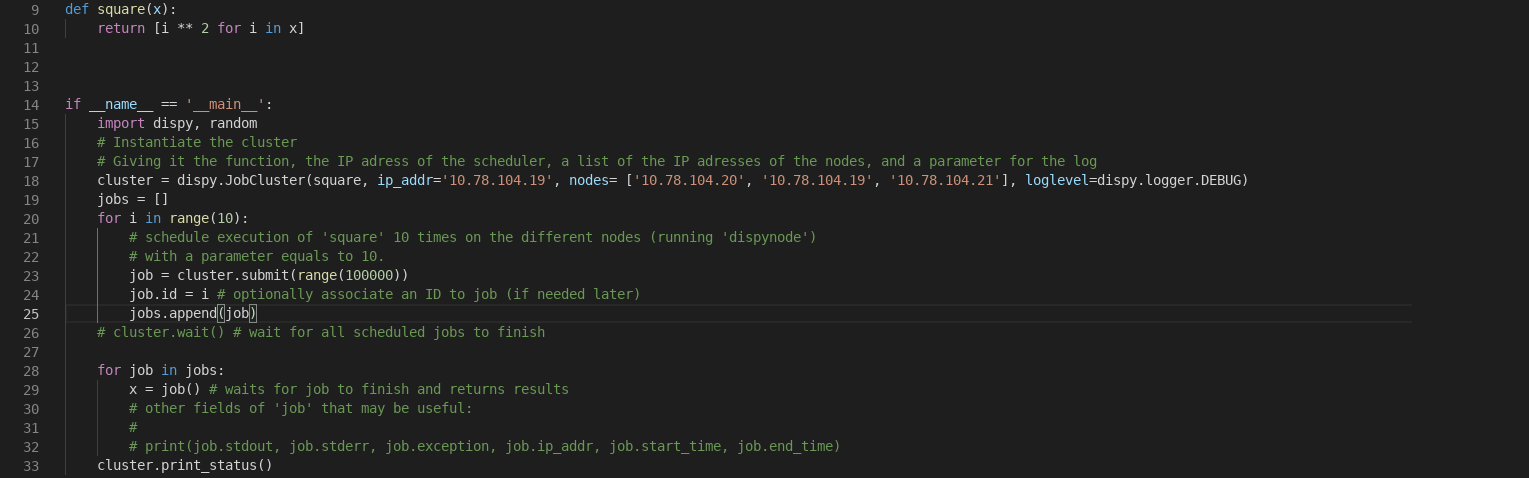 9 def square(x):
10     return [i ** 2 for i in x]
11
12
13
14 if __name__ == '__main__':
15     import dispy, random
16     # Instantiate the cluster
17     # Giving it the function, the IP adress of the scheduler, a list of the IP adresses of the nodes, and a parameter for the log
18     cluster = dispy.JobCluster(square, ip_addr='10.78.104.19', nodes= ['10.78.104.20', '10.78.104.19', '10.78.104.21'], loglevel=dispy.logger.DEBUG)
19     jobs = []
20     for i in range(10):
21         # schedule execution of 'square' 10 times on the different nodes (running 'dispynode')
22         # with a parameter equals to 10.
23         job = cluster.submit(range(100000))
24         job.id = i # optionally associate an ID to job (if needed later)
25         jobs.append(job)
26     # cluster.wait() # wait for all scheduled jobs to finish
27
28     for job in jobs:
29         x = job() # waits for job to finish and returns results
30         # other fields of 'job' that may be useful:
31         #
32         # print(job.stdout, job.stderr, job.exception, job.ip_addr, job.start_time, job.end_time)
33     cluster.print_status()